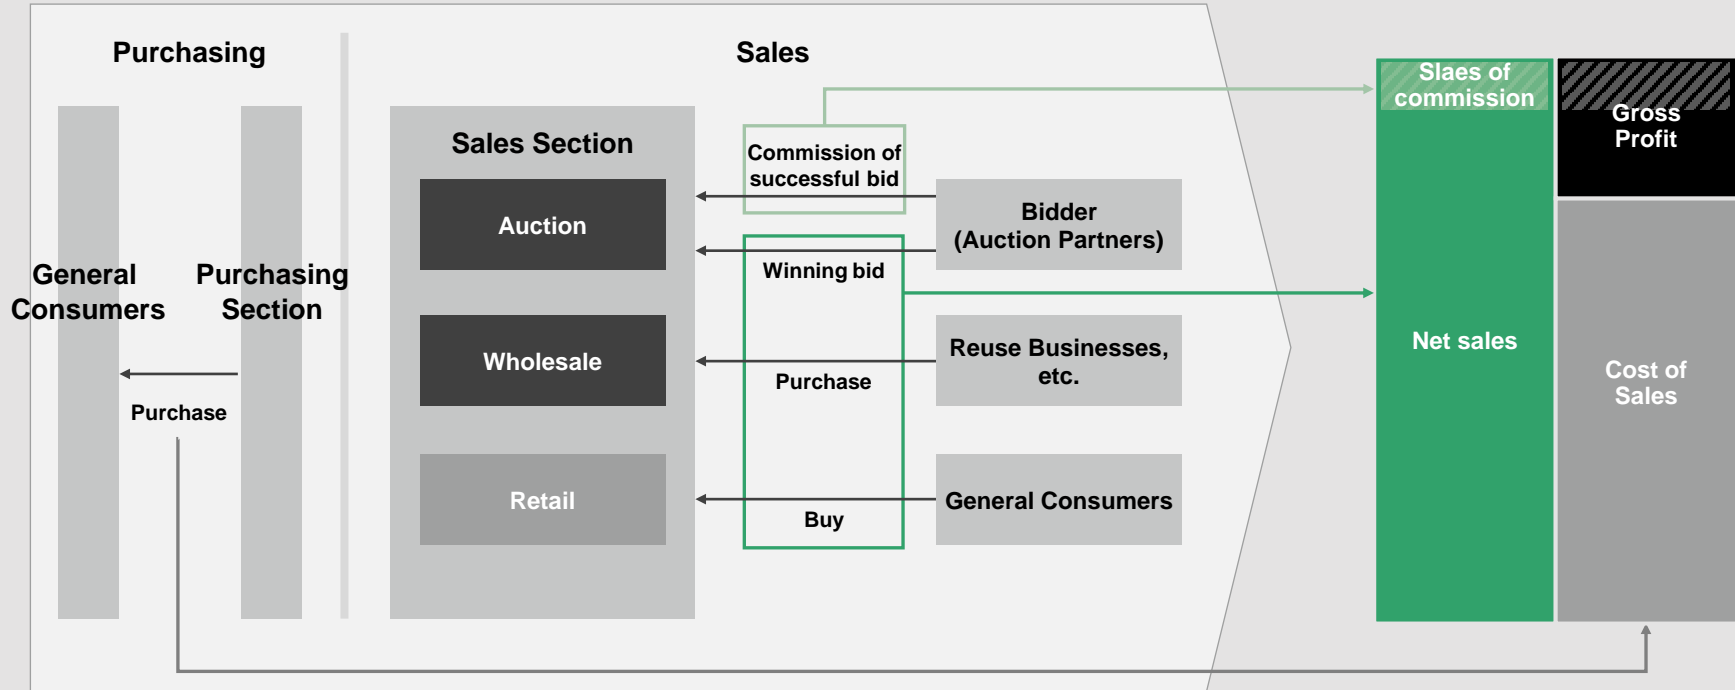 Purchasing
General
Consumers
Purchasing
Section
Purchase
Sales
Sales Section
Auction
Wholesale
Retail
Commission of
successful bid
Winning bid
Purchase
Buy
Bidder
(Auction Partners)
Reuse Businesses,
etc.
General Consumers
Slaes of
commission
Net sales
Gross
Profit
Cost of
Sales